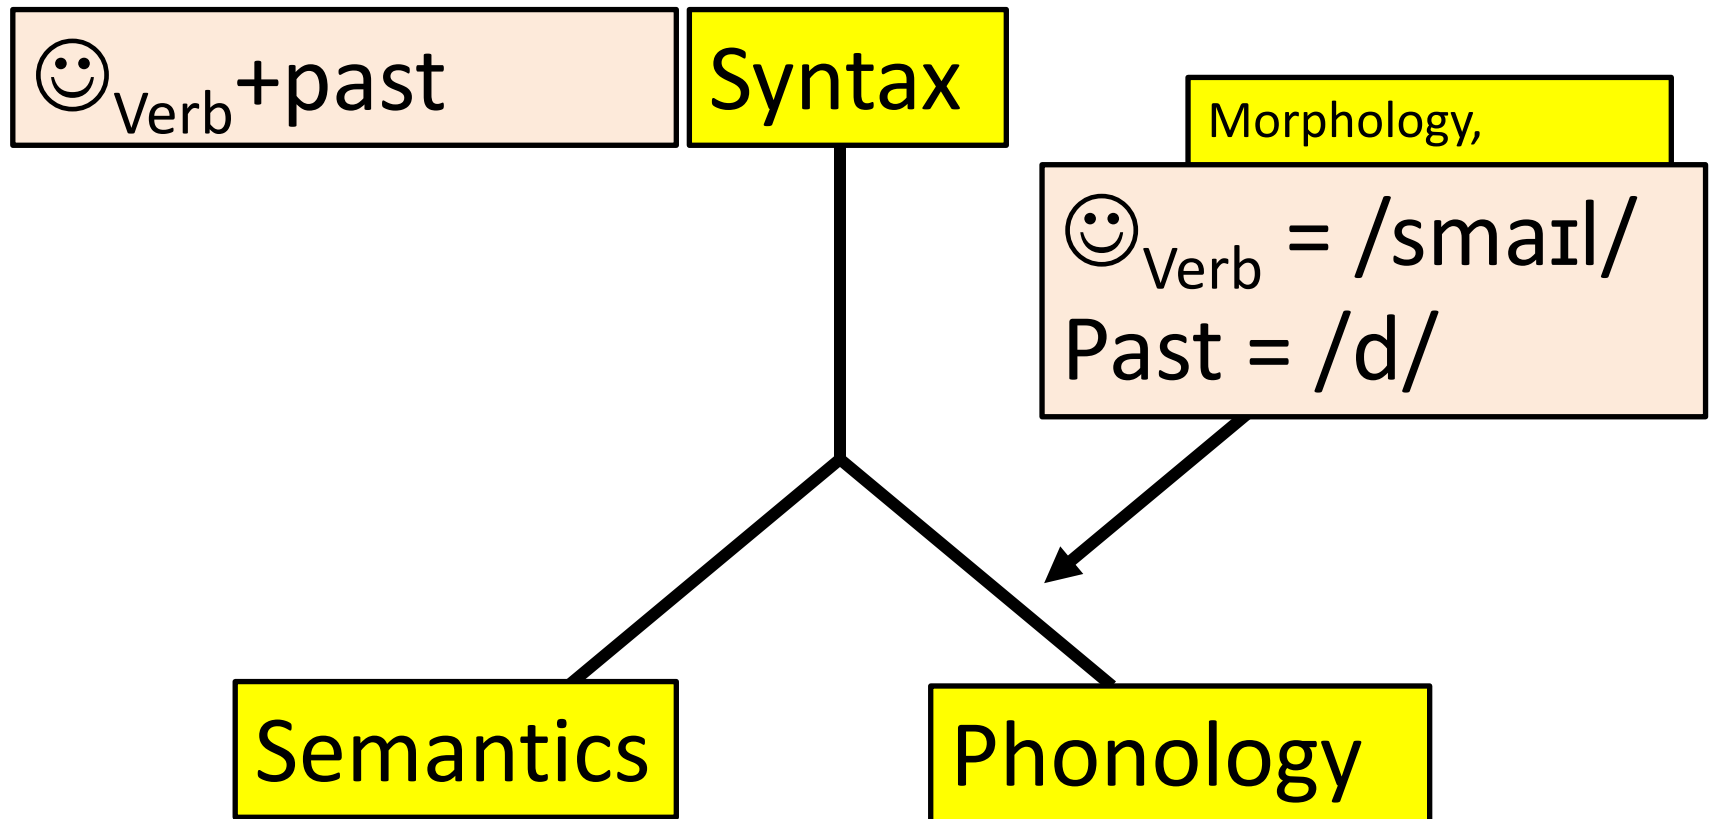 ☺Verb+past
Syntax
Morphology,
☺Verb = /smaɪl/
Past = /d/
Semantics
Phonology